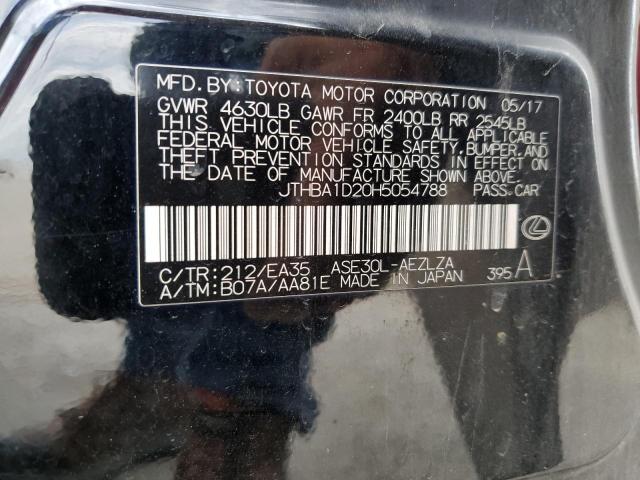 MFD.BY:TOYOTA MOTOR CORPORATION 05/17
GVWR 4630LB GAWR FR 2400LB RR 2545LB
THIS VEHICLE CONFORMS TO ALL APPLICABLE
FEDERAL MOTOR VEHICLE SAFETY,BUMPER,AND
THEFT PREVENTION STANDARDS IN EFFECT ON
THE DATE OF MANUFACTURE SHOWN ABOVE.
JTHBA1D20H5054788 PASS.CAR
C/TR:212/EA35 ASE30L-AEZLZA
A/TM:B07A/AA81E MADE IN JAPAN 395 A